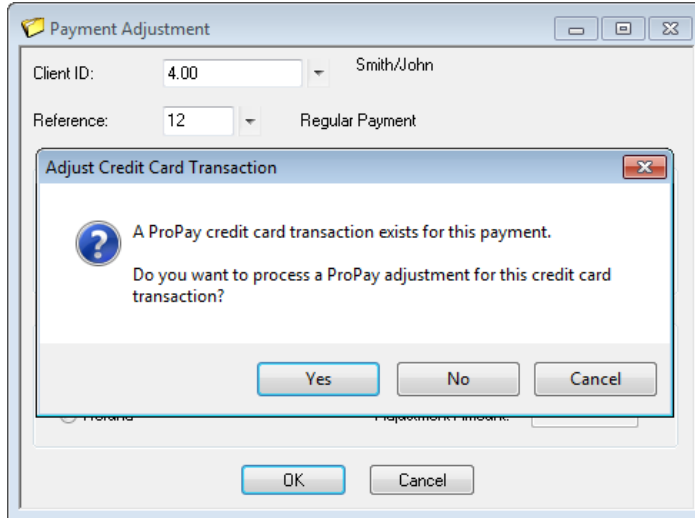 Payment Adjustment
Client ID: 4.00 Smith/John
Reference: 12 Regular Payment
Adjust Credit Card Transaction
A ProPay credit card transaction exists for this payment.
Do you want to process a ProPay adjustment for this credit card
transaction?
Yes No Cancel
OK Cancel